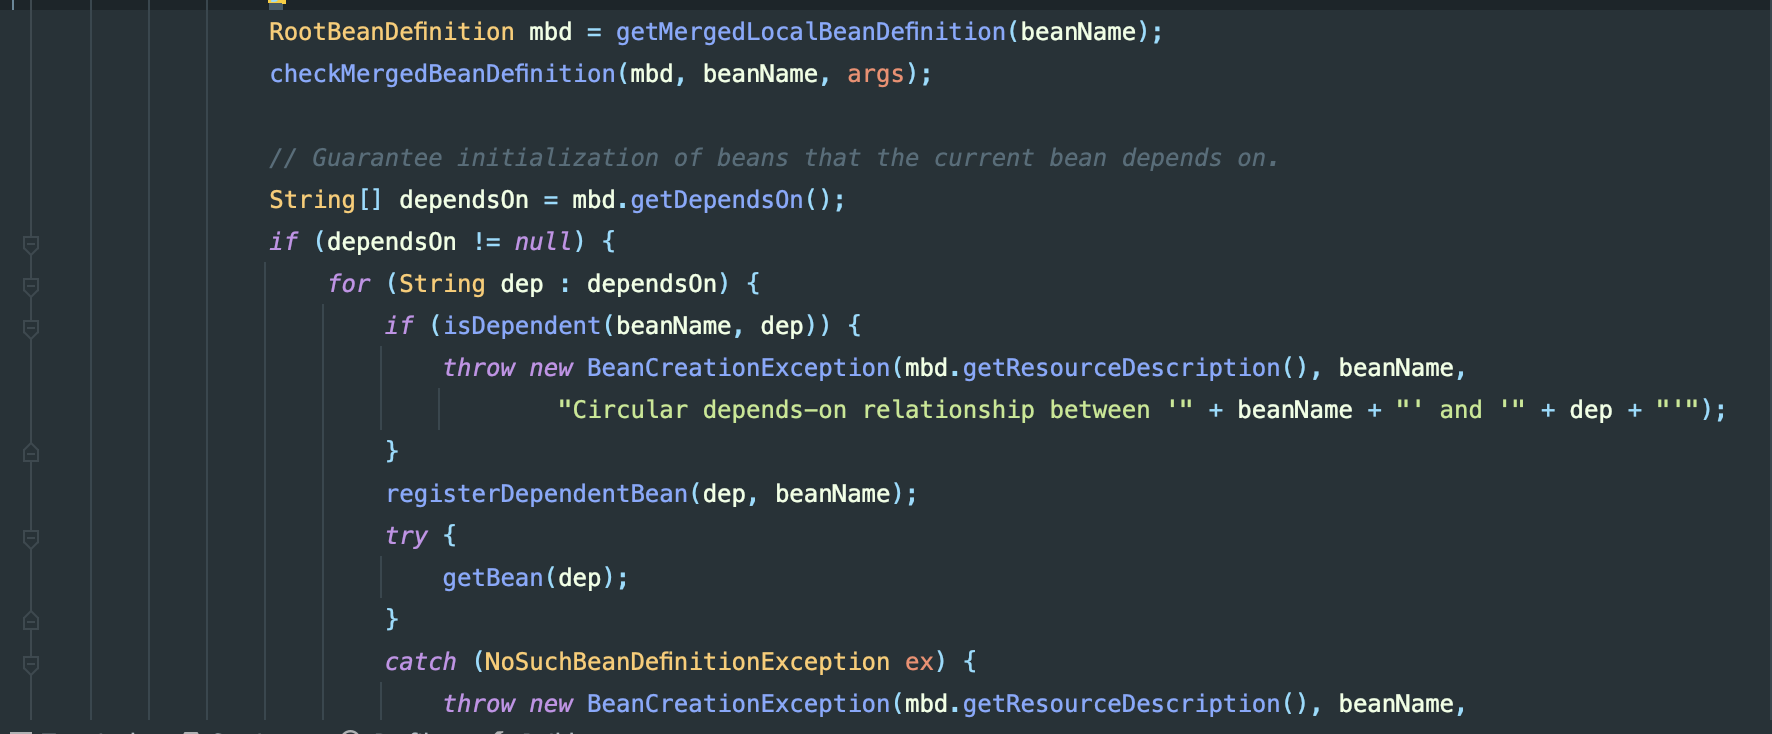 RootBeanDefinition mbd = getMergedLocalBeanDefinition(beanName);
checkMergedBeanDefinition(mbd, beanName, args);
// Guarantee initialization of beans that the current bean depends on.
String[] dependsOn = mbd.getDependsOn();
if (dependsOn != null) {
for (String dep : dependsOn) {
if (isDependent(beanName, dep)) {
throw new BeanCreationException(mbd.getResourceDescription(), beanName,
"Circular depends-on relationship between '" + beanName + "' and '" + dep + "'");
}
registerDependentBean(dep, beanName);
try {
getBean(dep);
}
catch (NoSuchBeanDefinitionException ex) {
throw new BeanCreationException(mbd.getResourceDescription(), beanName,